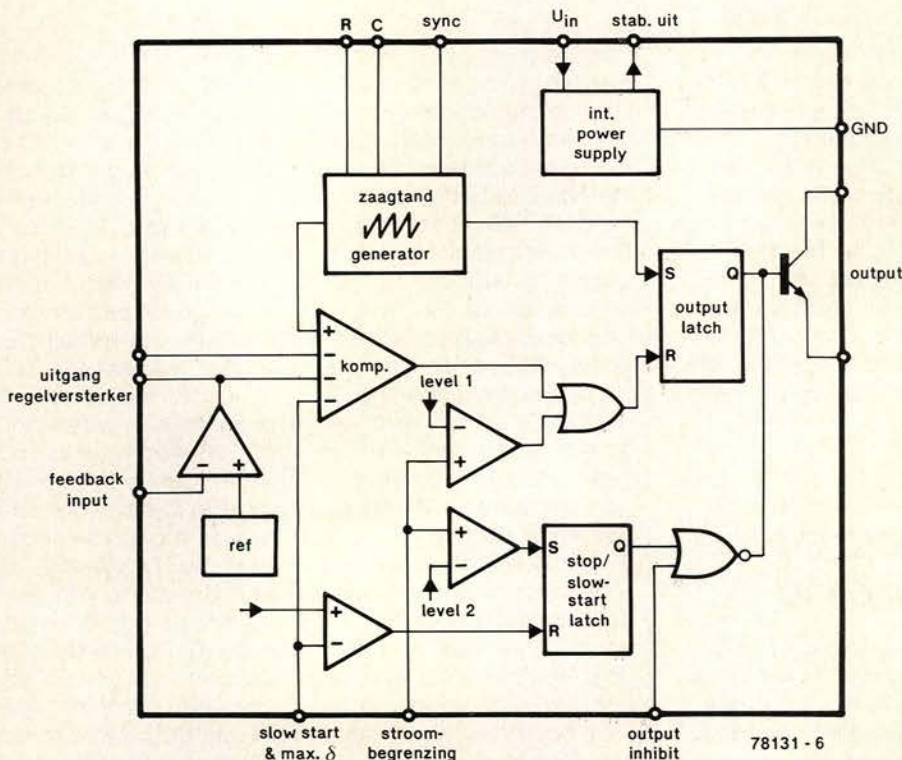 R C sync U_in stab. uit
int.
power
supply
GND
zaagtand
generator
S Q
output
latch
R
output
+
−
−
−
komp.
uitgang
regelversterker
level 1
−
+
− +
feedback
input
ref
+
−
level 2
S Q
stop/
slow-
start
latch
R
+
−
slow start
& max. δ
stroom-
begrenzing
output
inhibit
78131 - 6